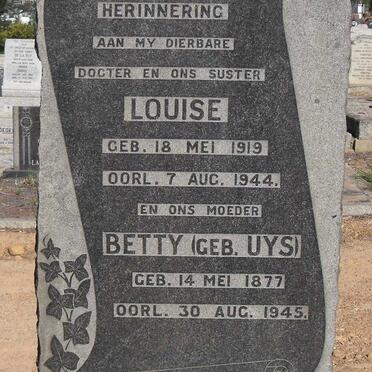 HERINNERING
AAN MY DIERBARE
DOGTER EN ONS SUSTER
LOUISE
GEB. 18 MEI 1919
OORL. 7 AUG. 1944.
EN ONS MOEDER
BETTY (GEB. UYS)
GEB. 14 MEI 1877
OORL. 30 AUG. 1945.